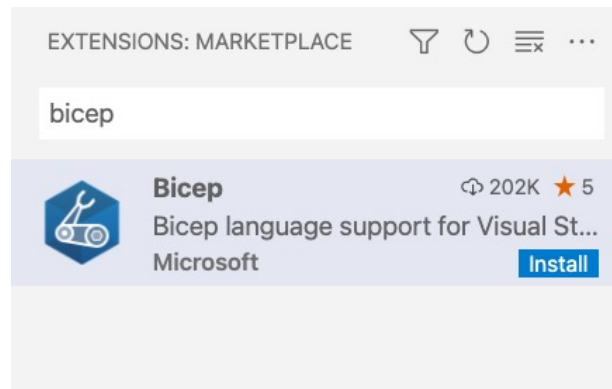 EXTENSIONS: MARKETPLACE
bicep
Bicep 202K ★ 5
Bicep language support for Visual St...
Microsoft Install